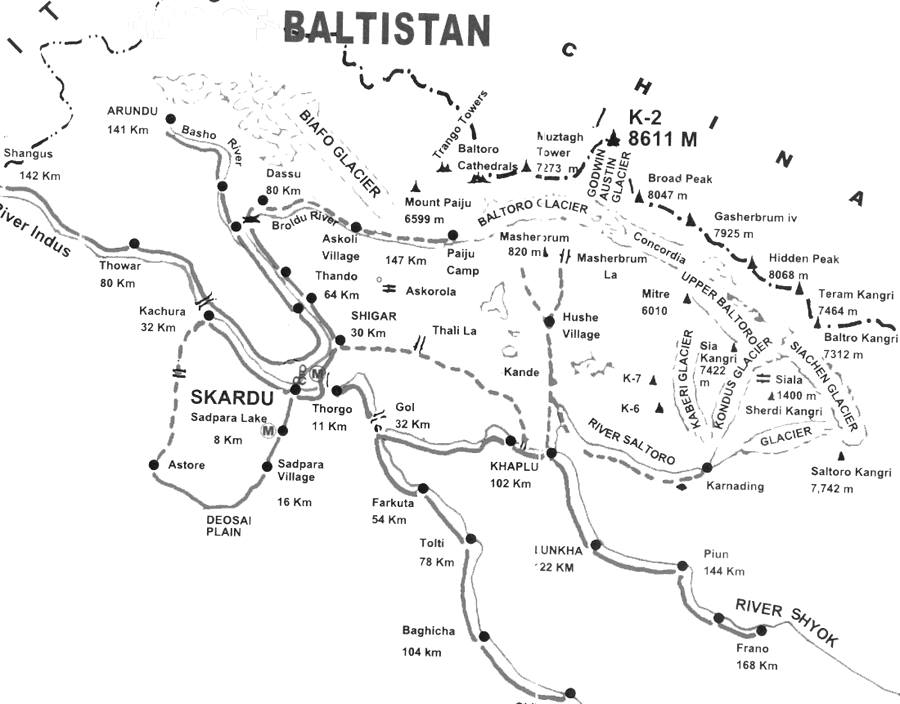 BALTISTAN
I T
C H I N A
ARUNDU
141 Km
Basho
River
BIAFO GLACIER
Trango Towers
Baltoro
Cathedrals
Muztagh
Tower
7273 m
K-2
8611 M
GODWIN
AUSTIN
GLACIER
Shangus
142 Km
Dassu
80 Km
Broldu River
Mount Paiju
6599 m
BALTORO GLACIER
Broad Peak
8047 m
Gasherbrum iv
7925 m
River Indus
Askoli
Village
147 Km
Paiju
Camp
Masherbrum
820 m
Masherbrum
La
Concordia
Hidden Peak
8068 m
Thowar
80 Km
Thando
64 Km
Askorola
Mitre
6010
UPPER BALTORO
Teram Kangri
7464 m
Kachura
32 Km
SHIGAR
30 Km
Thali La
Hushe
Village
Baltro Kangri
7312 m
KABERI GLACIER
Sia
Kangri
7422
m
KONDUS GLACIER
SIACHEN GLACIER
Kande
K-7
K-6
Siala
1400 m
Sherdi Kangri
SKARDU
Sadpara Lake
8 Km
M
M
Thorgo
11 Km
Gol
32 Km
RIVER SALTORO
GLACIER
Astore
Sadpara
Village
16 Km
KHAPLU
102 Km
Karnading
Saltoro Kangri
7,742 m
DEOSAI
PLAIN
Farkuta
54 Km
Tolti
78 Km
UNKHA
22 KM
Piun
144 Km
Baghicha
104 km
RIVER SHYOK
Frano
168 Km